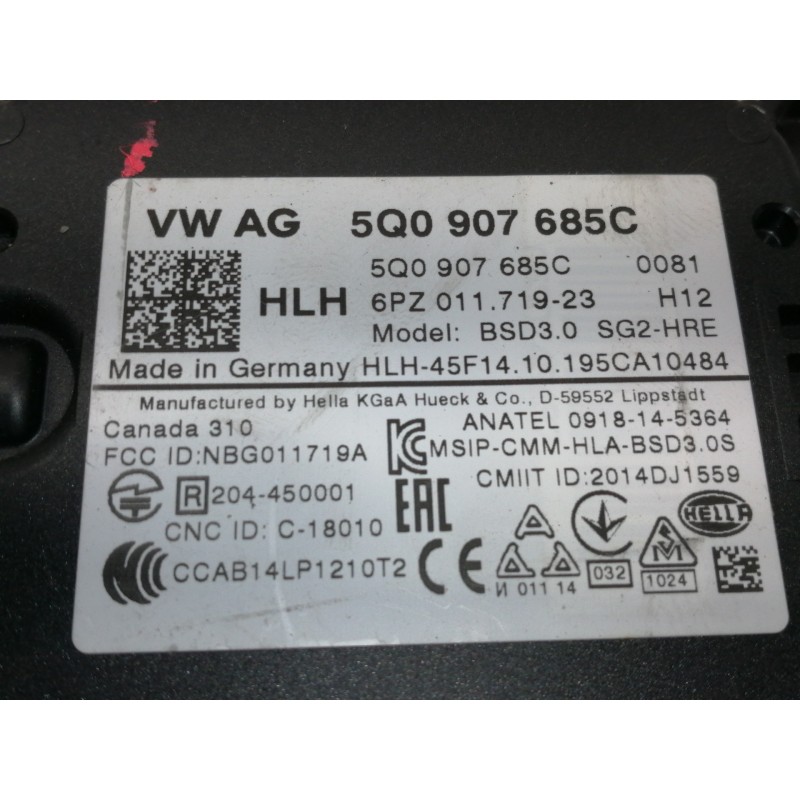 VW AG 5Q0 907 685C
5Q0 907 685C 0081
HLH 6PZ 011.719-23 H12
Model: BSD3.0 SG2-HRE
Made in Germany HLH-45F14.10.195CA10484
Manufactured by Hella KGaA Hueck & Co., D-59552 Lippstadt
Canada 310 ANATEL 0918-14-5364
FCC ID:NBG011719A MSIP-CMM-HLA-BSD3.0S
R 204-450001 EAC CMIIT ID:2014DJ1559
CNC ID: C-18010 HELLA
CCAB14LP1210T2 CE
И 011 14 032 1024